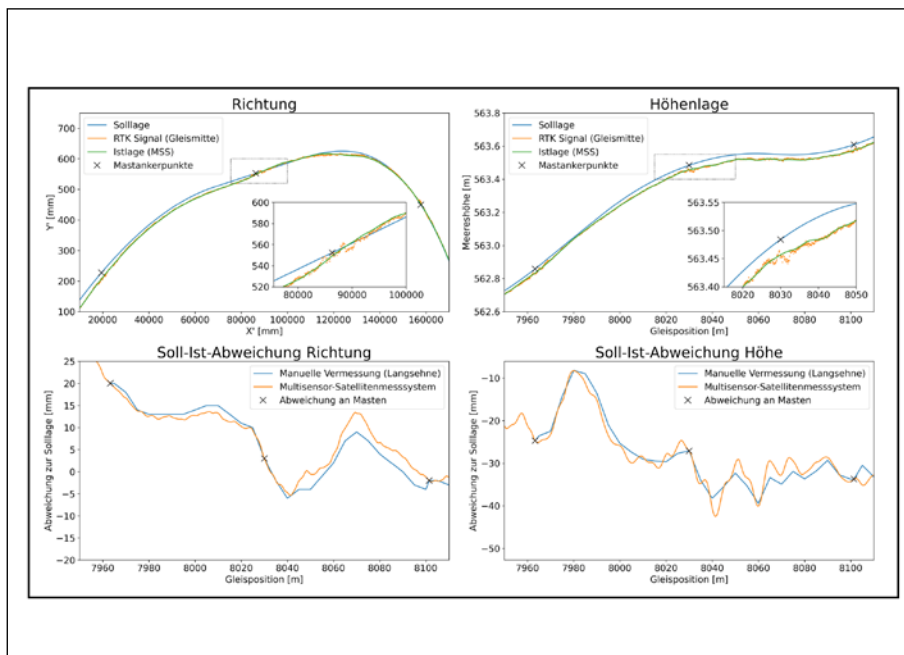 Richtung
Solllage
RTK Signal (Gleismitte)
Istlage (MSS)
Mastankerpunkte
Y' [mm]
700
600
500
400
300
200
100
600
580
560
540
520
80000
90000
100000
20000 40000 60000 80000 100000 120000 140000 160000
X' [mm]
Höhenlage
Solllage
RTK Signal (Gleismitte)
Istlage (MSS)
Mastankerpunkte
Meereshöhe [m]
563.8
563.6
563.4
563.2
563.0
562.8
562.6
563.55
563.50
563.45
563.40
8020 8030 8040 8050
7960 7980 8000 8020 8040 8060 8080 8100
Gleisposition [m]
Soll-Ist-Abweichung Richtung
Manuelle Vermessung (Langsehne)
Multisensor-Satellitenmesssystem
Abweichung an Masten
Abweichung zur Solllage [mm]
25
20
15
10
5
0
−5
−10
−15
−20
7960 7980 8000 8020 8040 8060 8080 8100
Gleisposition [m]
Soll-Ist-Abweichung Höhe
Manuelle Vermessung (Langsehne)
Multisensor-Satellitenmesssystem
Abweichung an Masten
Abweichung zur Solllage [mm]
−10
−20
−30
−40
−50
7960 7980 8000 8020 8040 8060 8080 8100
Gleisposition [m]